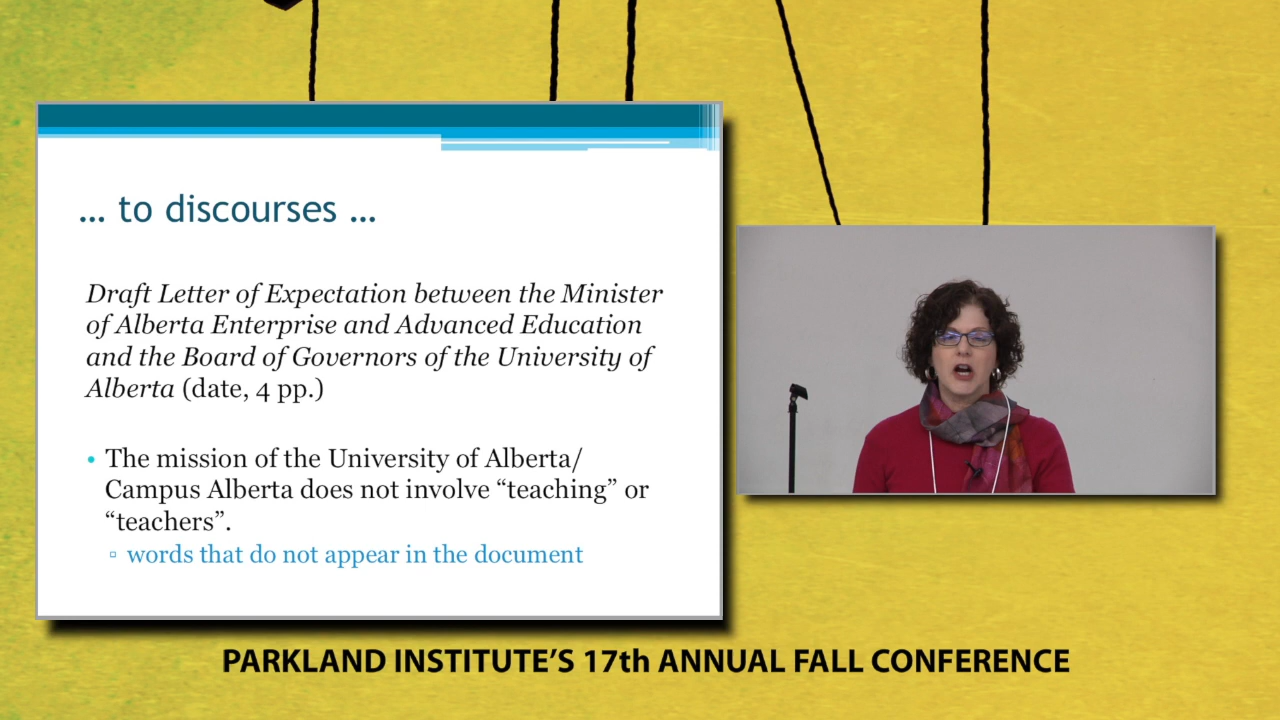 … to discourses …
Draft Letter of Expectation between the Minister
of Alberta Enterprise and Advanced Education
and the Board of Governors of the University of
Alberta (date, 4 pp.)
• The mission of the University of Alberta/
Campus Alberta does not involve “teaching” or
“teachers”.
▫ words that do not appear in the document
PARKLAND INSTITUTE’S 17th ANNUAL FALL CONFERENCE